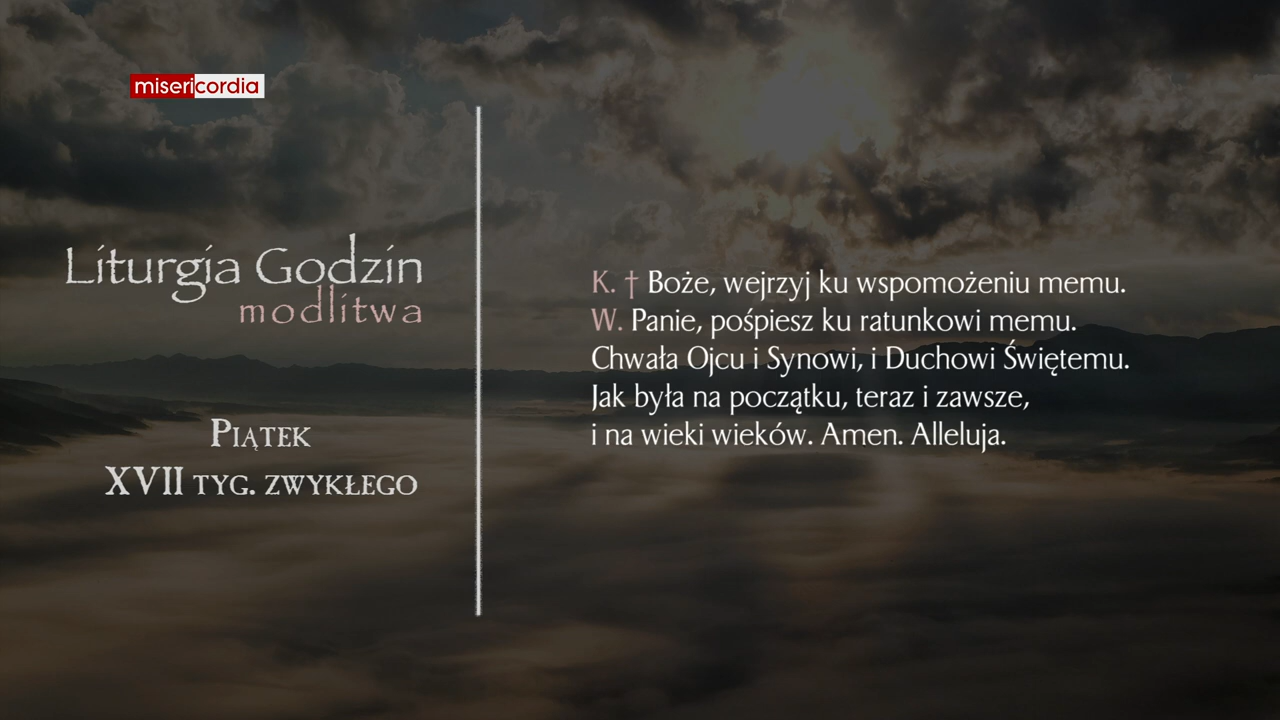 misericordia
Liturgia Godzin
modlitwa
Piątek
XVII tyg. zwykłego
K. † Boże, wejrzyj ku wspomożeniu memu.
W. Panie, pośpiesz ku ratunkowi memu.
Chwała Ojcu i Synowi, i Duchowi Świętemu.
Jak była na początku, teraz i zawsze,
i na wieki wieków. Amen. Alleluja.